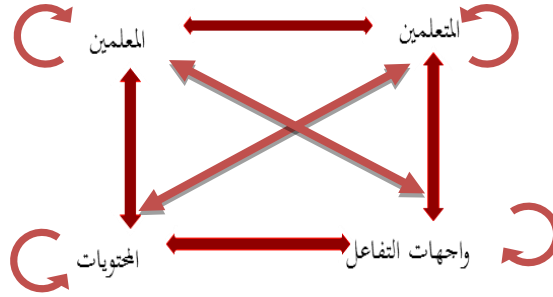 المتعلمين
المعلمين
واجهات التفاعل
المحتويات